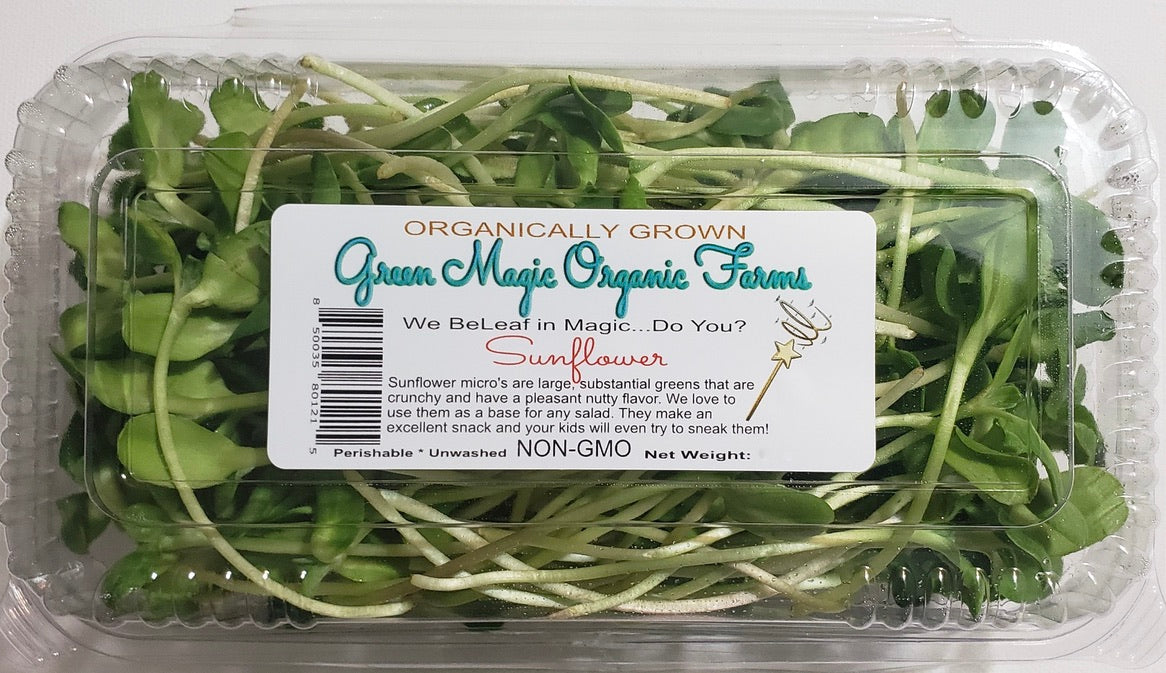 ORGANICALLY GROWN
Green Magic Organic Farms
We BeLeaf in Magic...Do You?
Sunflower
Sunflower micro's are large, substantial greens that are
crunchy and have a pleasant nutty flavor. We love to
use them as a base for any salad. They make an
excellent snack and your kids will even try to sneak them!
Perishable * Unwashed NON-GMO Net Weight:
8 50035 80121 5